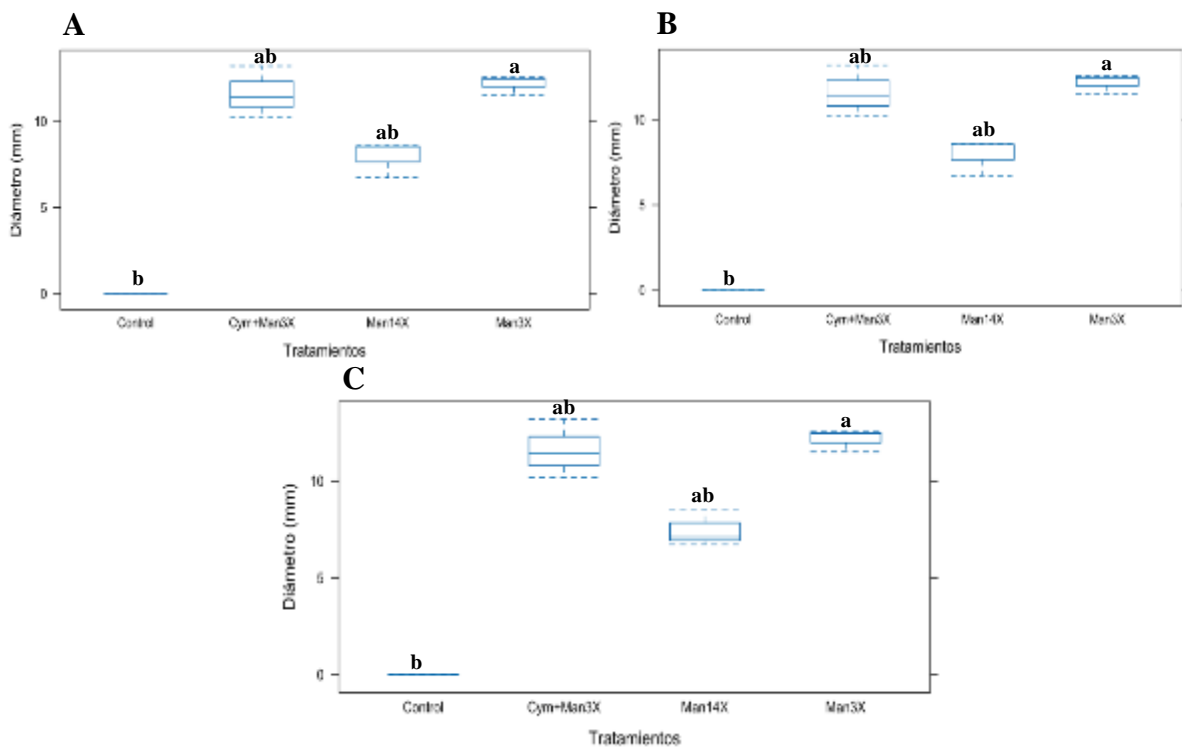 A
ab
a
ab
b
Diámetro (mm)
10
5
0
Control
Cym+Man3X
Man14X
Man3X
Tratamientos
B
ab
a
ab
b
Diámetro (mm)
10
5
0
Control
Cym+Man3X
Man14X
Man3X
Tratamientos
C
ab
a
ab
b
Diámetro (mm)
10
5
0
Control
Cym+Man3X
Man14X
Man3X
Tratamientos